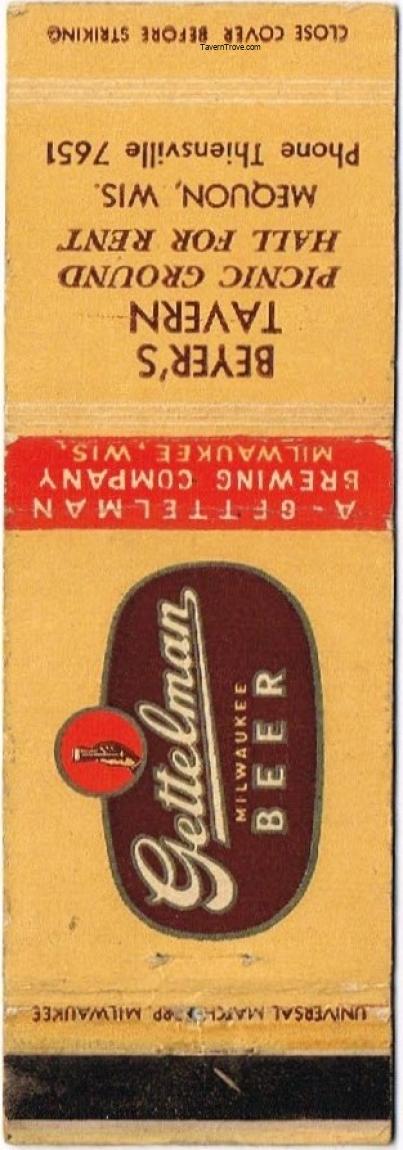 CLOSE COVER BEFORE STRIKING
TavernTrove.com
BEYER'S
TAVERN
PICNIC GROUND
HALL FOR RENT
MEQUON, WIS.
Phone Thiensville 7651
A-GETTELMAN
BREWING COMPANY
MILWAUKEE, WIS.
Gettelman
MILWAUKEE
BEER
UNIVERSAL MATCH CORP. MILWAUKEE